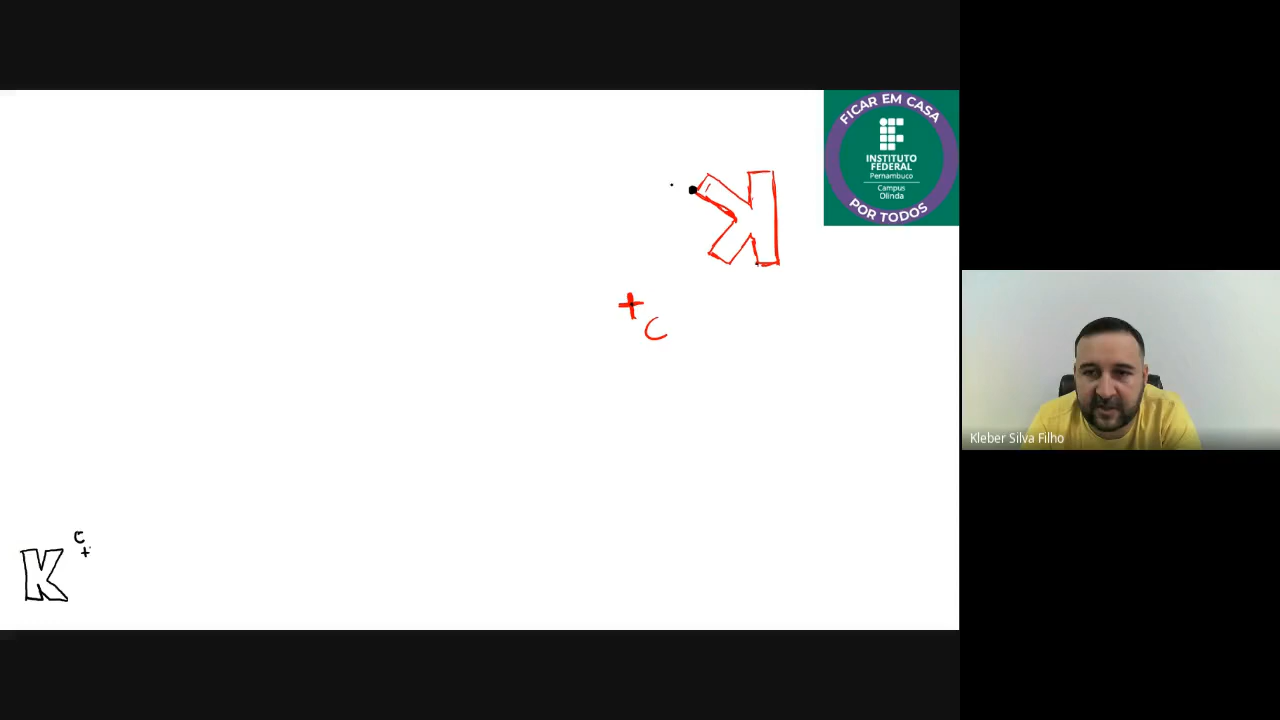 FICAR EM CASA
INSTITUTO
FEDERAL
Pernambuco
Campus
Olinda
POR TODOS
K
C
C
K
Kleber Silva Filho